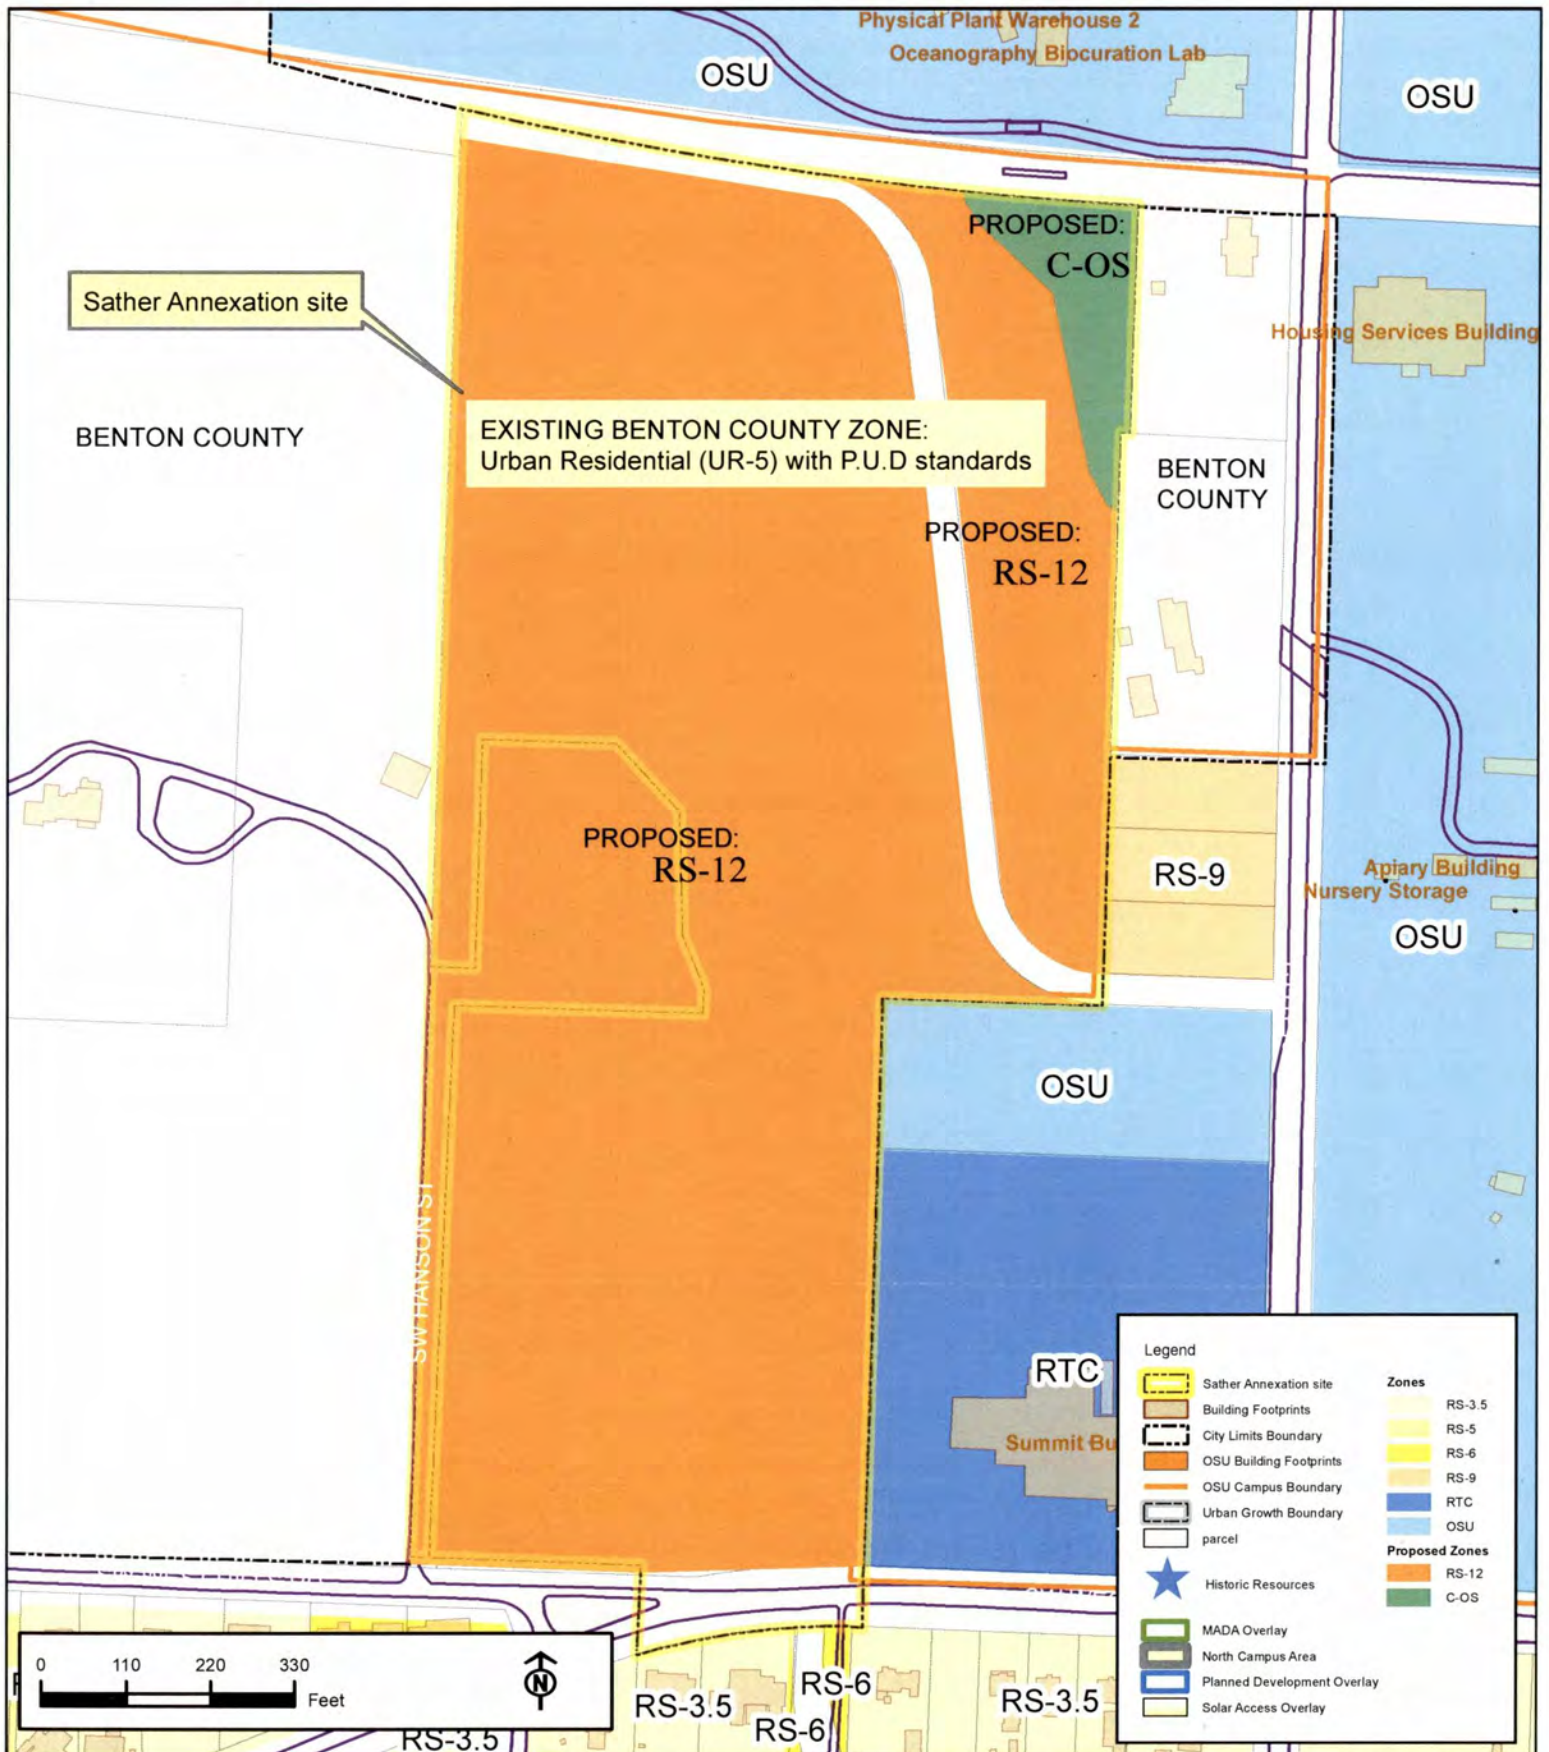 Physical Plant Warehouse 2
Oceanography Biocuration Lab
OSU
OSU
PROPOSED:
C-OS
Sather Annexation site
Housing Services Building
BENTON COUNTY
EXISTING BENTON COUNTY ZONE:
Urban Residential (UR-5) with P.U.D standards
BENTON
COUNTY
PROPOSED:
RS-12
PROPOSED:
RS-12
RS-9
Apiary Building
Nursery Storage
OSU
OSU
SW HANSON ST
RTC
Summit Bu
Legend
Sather Annexation site
Building Footprints
City Limits Boundary
OSU Building Footprints
OSU Campus Boundary
Urban Growth Boundary
parcel
Historic Resources
MADA Overlay
North Campus Area
Planned Development Overlay
Solar Access Overlay
Zones
RS-3.5
RS-5
RS-6
RS-9
RTC
OSU
Proposed Zones
RS-12
C-OS
0 110 220 330
Feet
N
RS-3.5
RS-3.5
RS-6
RS-6
RS-3.5